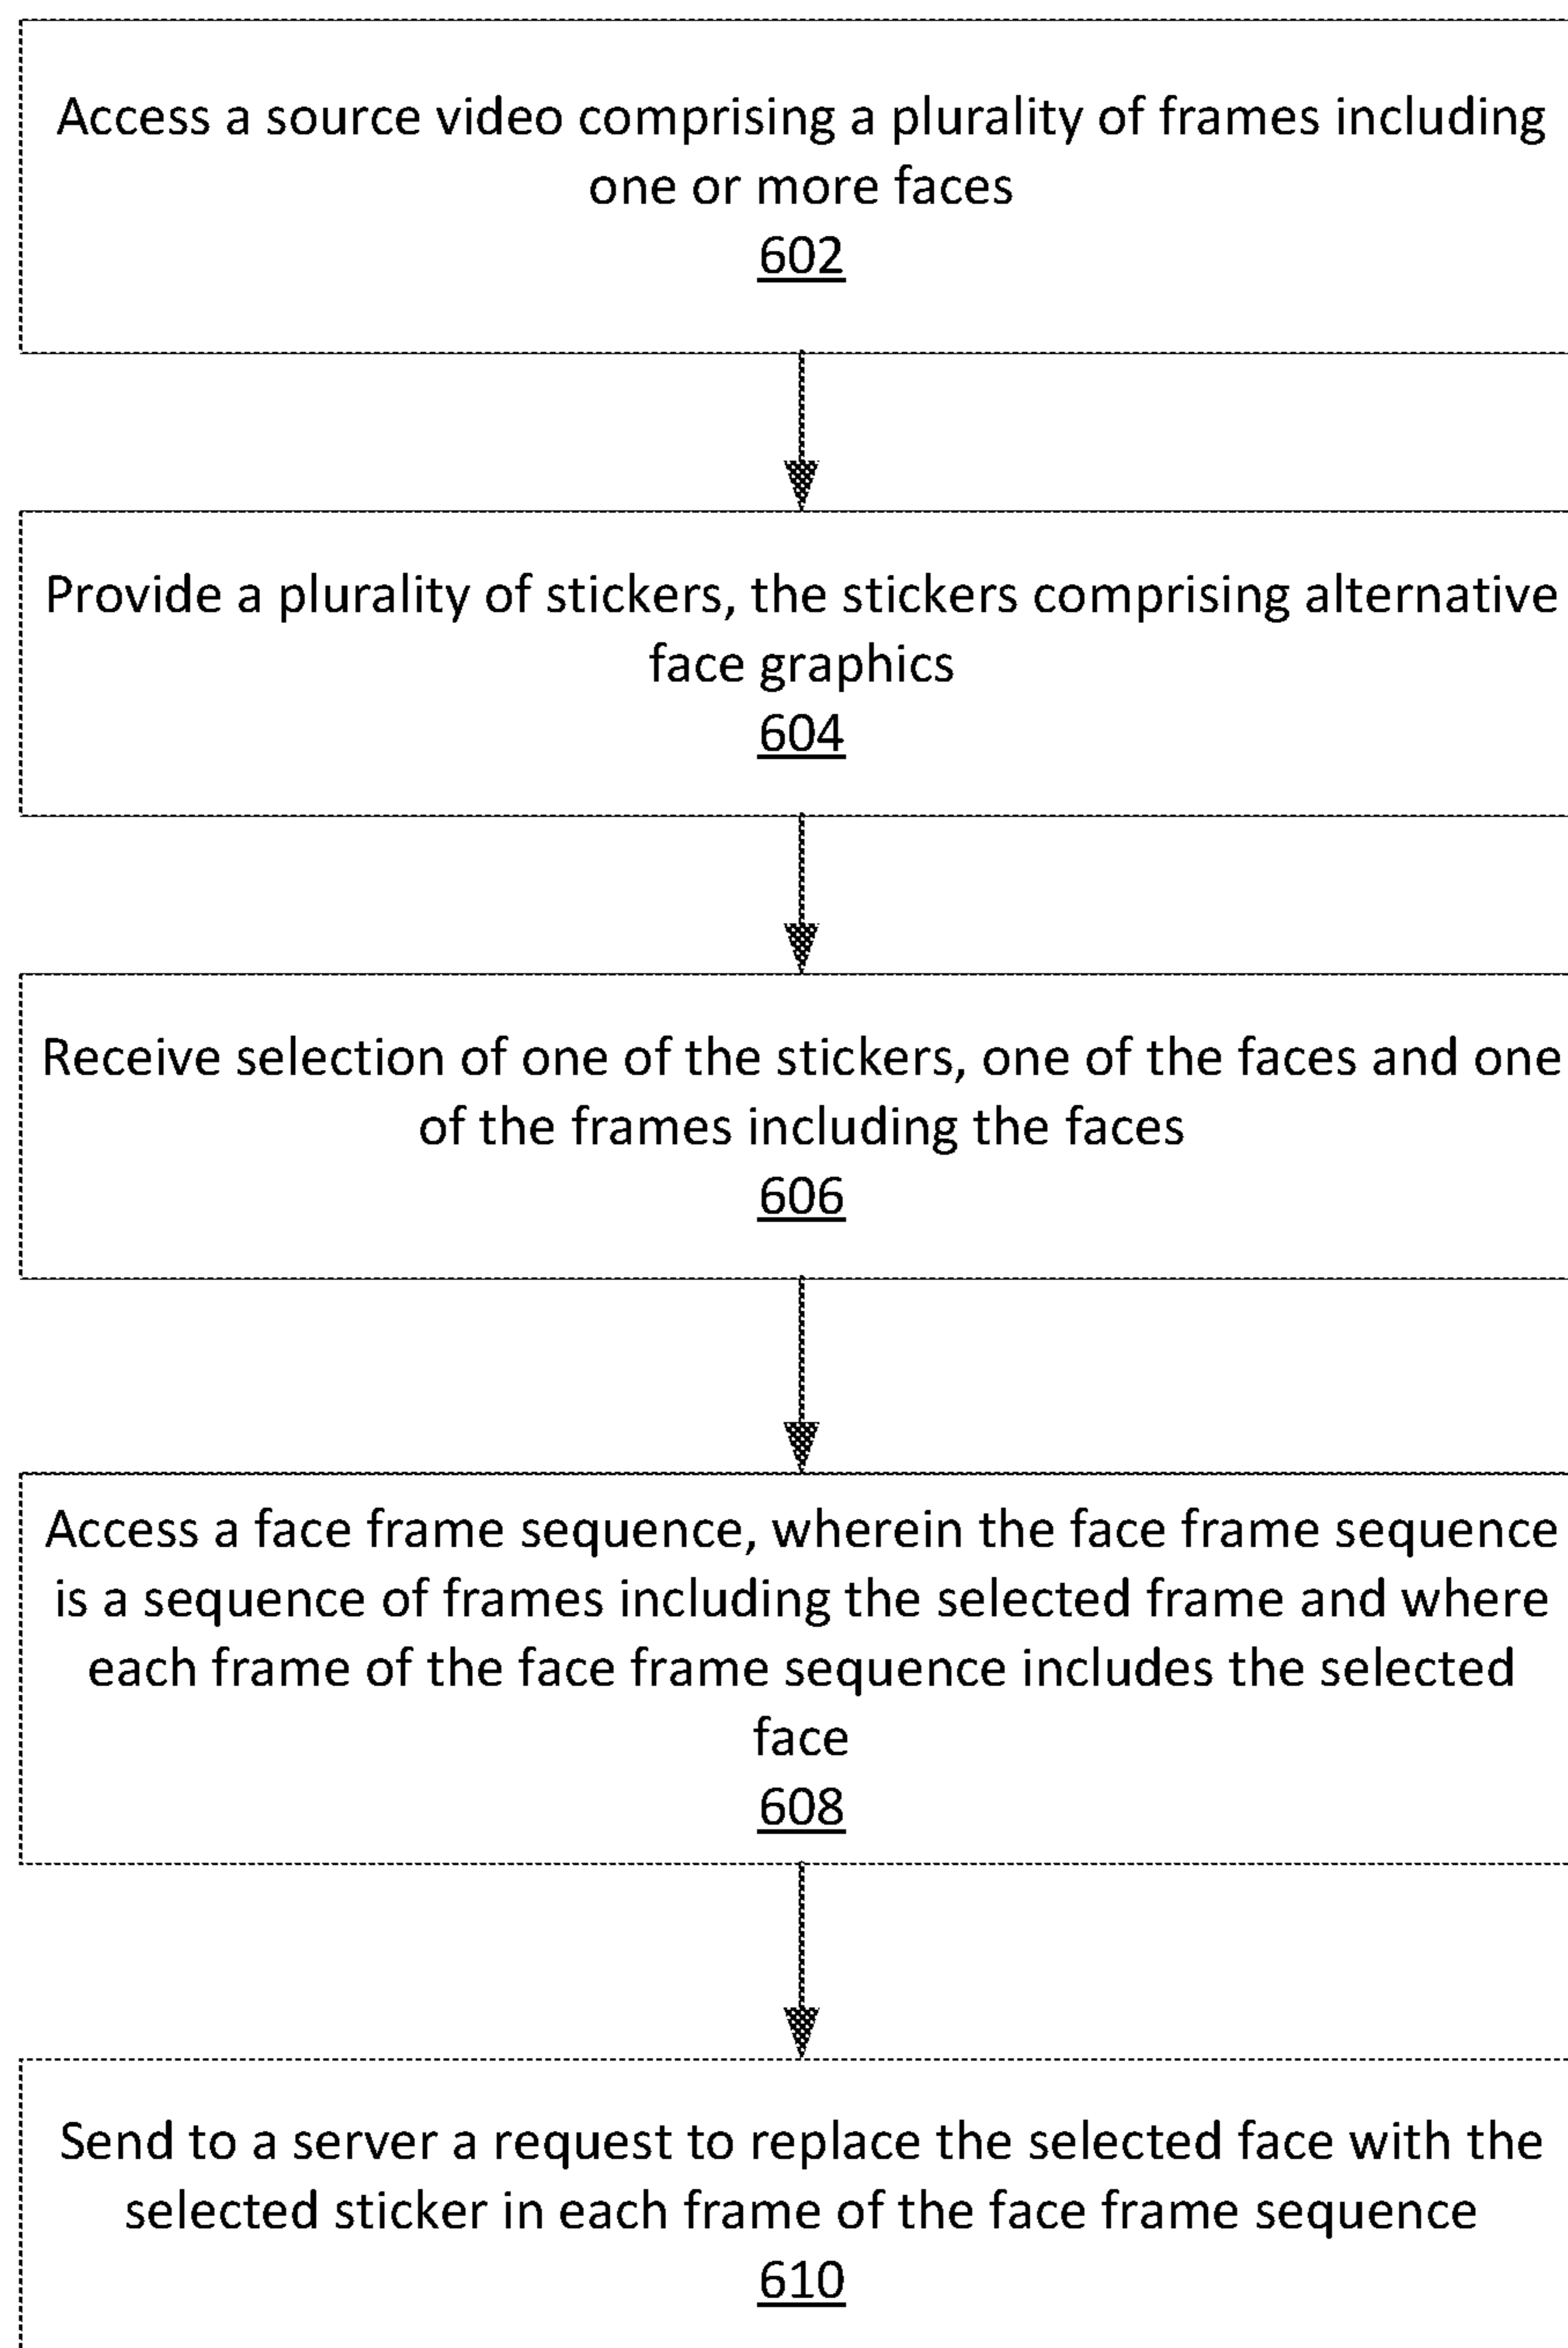 Access a source video comprising a plurality of frames including
one or more faces
602
Provide a plurality of stickers, the stickers comprising alternative
face graphics
604
Receive selection of one of the stickers, one of the faces and one
of the frames including the faces
606
Access a face frame sequence, wherein the face frame sequence
is a sequence of frames including the selected frame and where
each frame of the face frame sequence includes the selected
face
608
Send to a server a request to replace the selected face with the
selected sticker in each frame of the face frame sequence
610